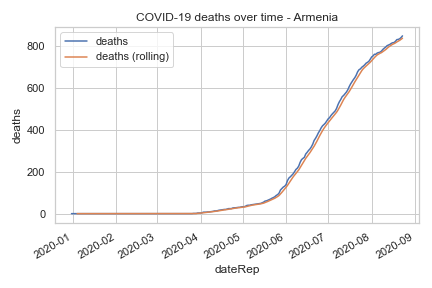 COVID-19 deaths over time - Armenia
deaths
deaths (rolling)
800
600
400
200
0
deaths
2020-01
2020-02
2020-03
2020-04
2020-05
2020-06
2020-07
2020-08
2020-09
dateRep